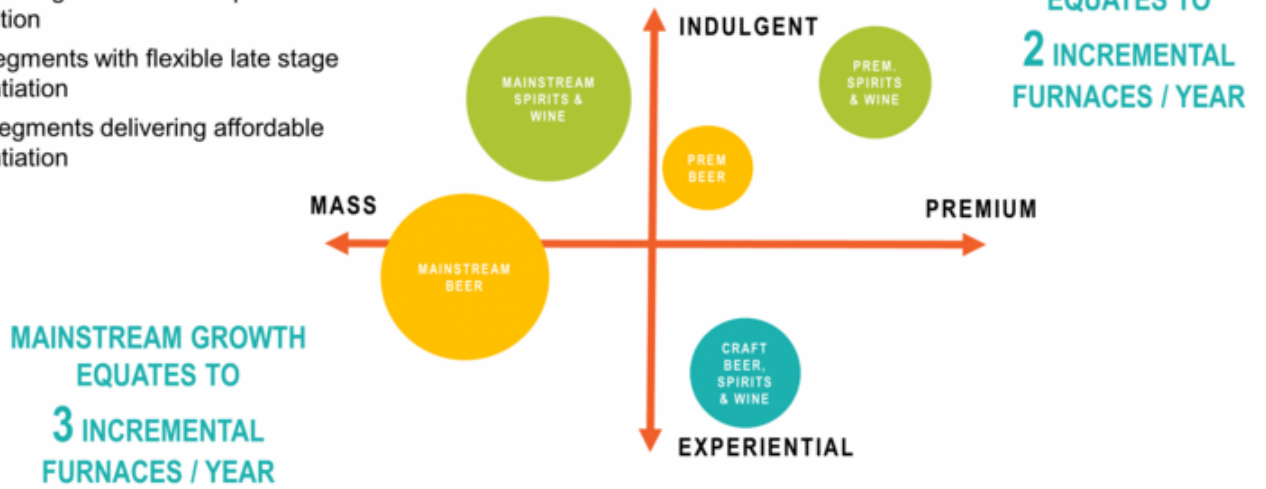 tion
egments with flexible late stage
tiation
egments delivering affordable
tiation
INDULGENT
EQUATES TO
2 INCREMENTAL
FURNACES / YEAR
MAINSTREAM
SPIRITS &
WINE
PREM.
SPIRITS
& WINE
PREM
BEER
MASS
PREMIUM
MAINSTREAM
BEER
MAINSTREAM GROWTH
EQUATES TO
3 INCREMENTAL
FURNACES / YEAR
CRAFT
BEER,
SPIRITS
& WINE
EXPERIENTIAL